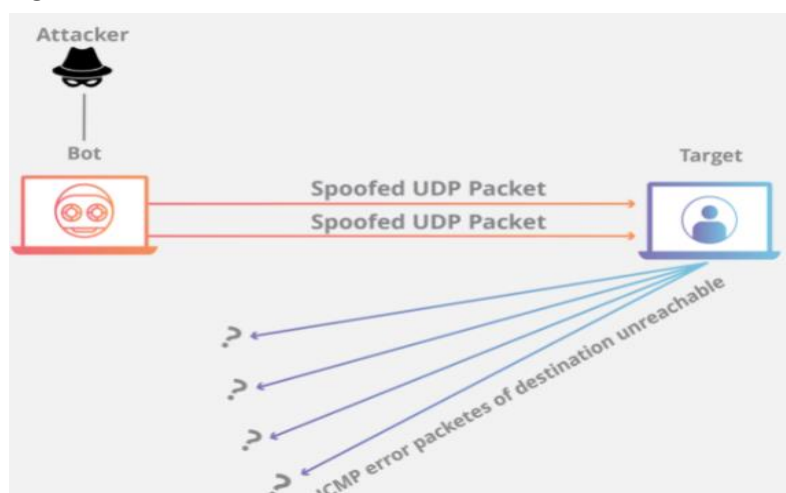 Attacker
Bot
Target
Spoofed UDP Packet
Spoofed UDP Packet
?
?
?
?
ICMP error packetes of destination unreachable